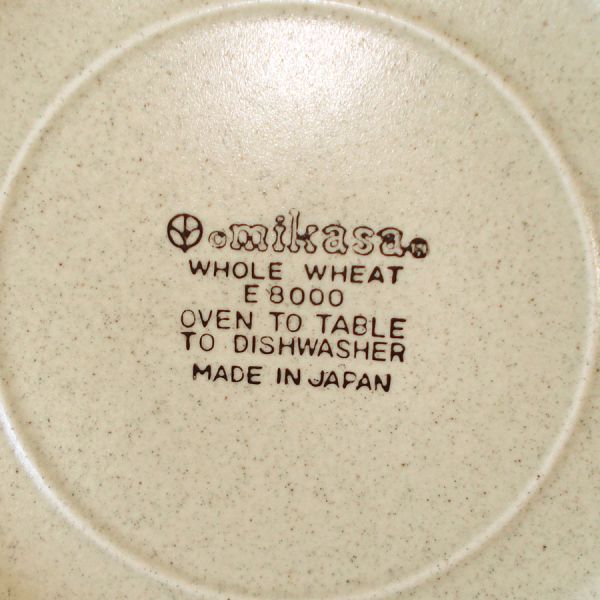 mikasa
WHOLE WHEAT
E 8000
OVEN TO TABLE
TO DISHWASHER
MADE IN JAPAN